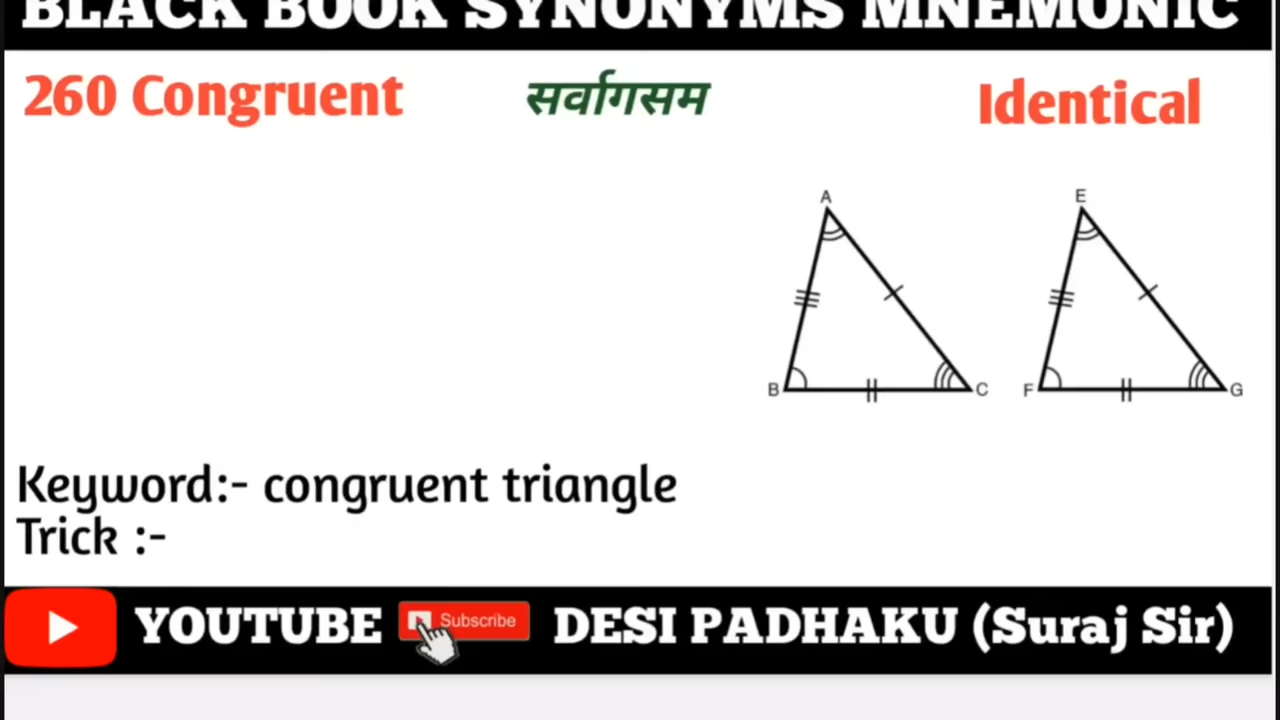 BLACK BOOK SYNONYMS MNEMONIC
260 Congruent सर्वागसम Identical
A E
B C F G
Keyword:- congruent triangle
Trick :-
YOUTUBE Subscribe DESI PADHAKU (Suraj Sir)